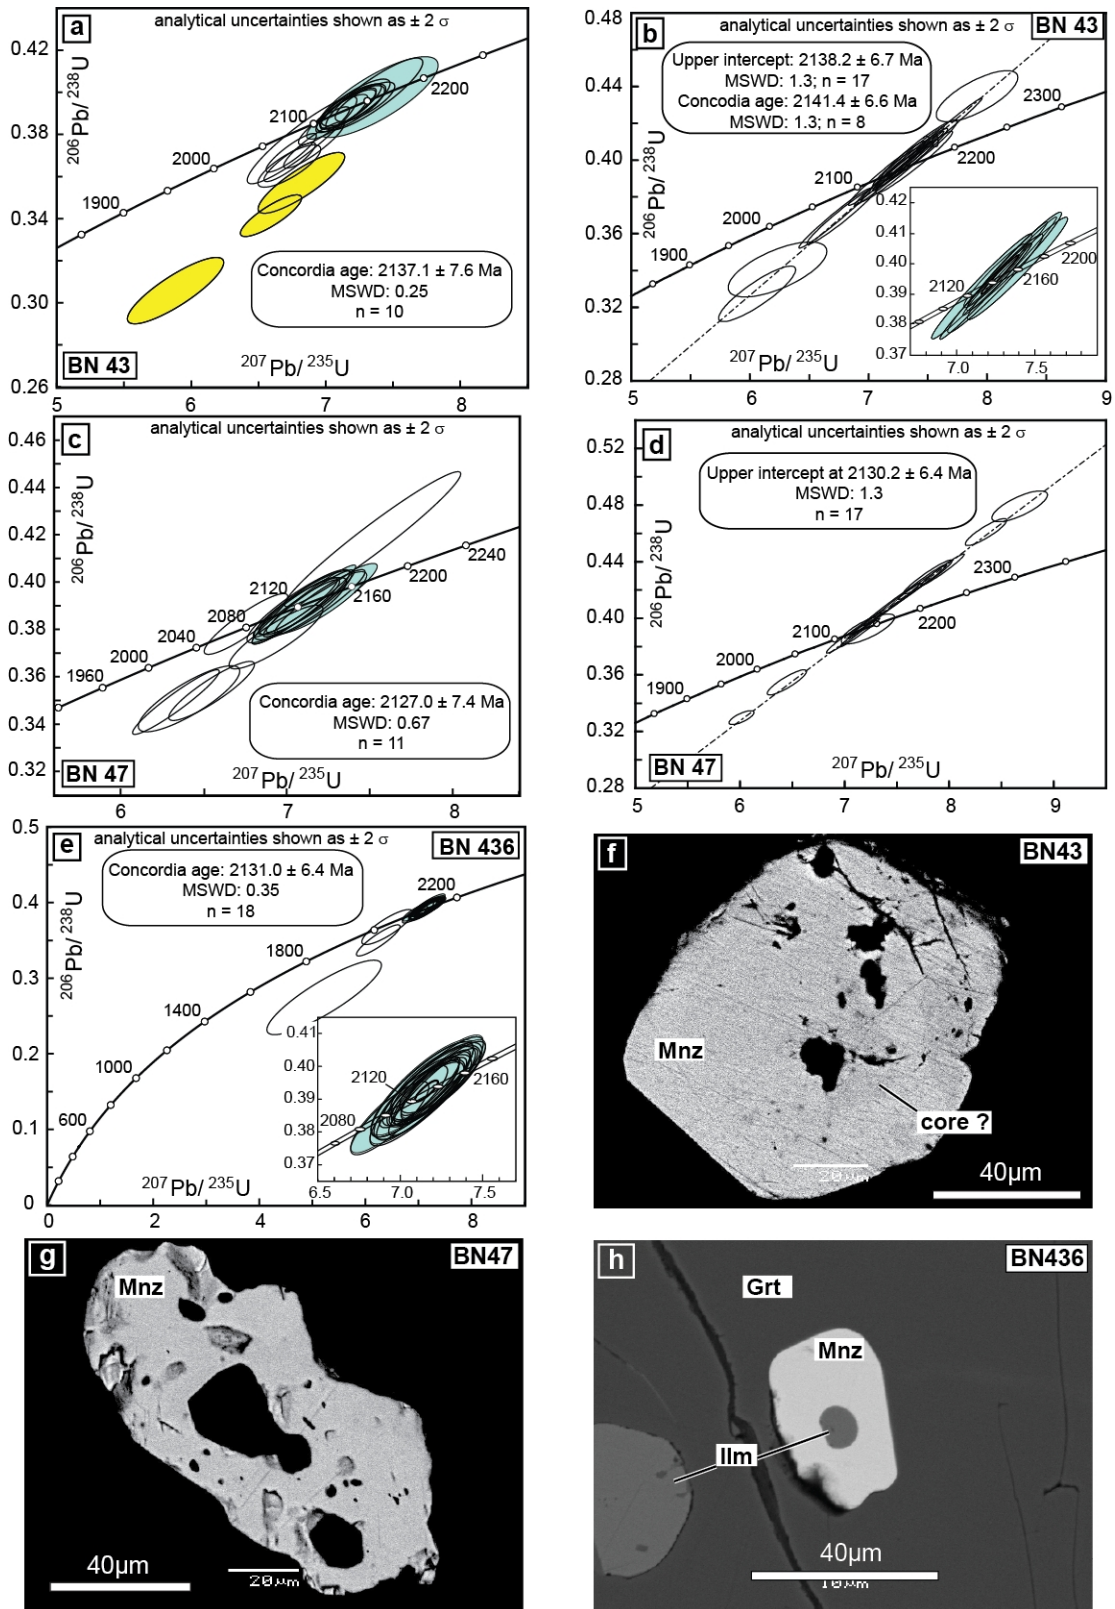 a
analytical uncertainties shown as ± 2 σ
0.42
0.38
0.34
0.30
0.26
206Pb/ 238U
1900
2000
2100
2200
Concordia age: 2137.1 ± 7.6 Ma
MSWD: 0.25
n = 10
BN 43
207Pb/ 235U
5
6
7
8
b
analytical uncertainties shown as ± 2 σ
BN 43
Upper intercept: 2138.2 ± 6.7 Ma
MSWD: 1.3; n = 17
Concodia age: 2141.4 ± 6.6 Ma
MSWD: 1.3; n = 8
0.48
0.44
0.40
0.36
0.32
0.28
206Pb/ 238U
1900
2000
2100
2200
2300
0.42
0.41
0.40
0.39
0.38
0.37
2120
2160
2200
7.0
7.5
207Pb/ 235U
5
6
7
8
9
c
analytical uncertainties shown as ± 2 σ
0.46
0.44
0.42
0.40
0.38
0.36
0.34
0.32
206Pb/ 238U
1960
2000
2040
2080
2120
2160
2200
2240
Concordia age: 2127.0 ± 7.4 Ma
MSWD: 0.67
n = 11
BN 47
207Pb/ 235U
6
7
8
d
analytical uncertainties shown as ± 2 σ
Upper intercept at 2130.2 ± 6.4 Ma
MSWD: 1.3
n = 17
0.52
0.48
0.44
0.40
0.36
0.32
0.28
206Pb/ 238U
1900
2000
2100
2200
2300
BN 47
207Pb/ 235U
5
6
7
8
9
e
analytical uncertainties shown as ± 2 σ
BN 436
Concordia age: 2131.0 ± 6.4 Ma
MSWD: 0.35
n = 18
0.5
0.4
0.3
0.2
0.1
0
206Pb/ 238U
600
1000
1400
1800
2200
0.41
0.40
0.39
0.38
0.37
2080
2120
2160
6.5
7.0
7.5
207Pb/ 235U
0
2
4
6
8
f
BN43
Mnz
core ?
20μm
40μm
g
BN47
Mnz
40μm
20μm
h
BN436
Grt
Mnz
Ilm
40μm
10μm